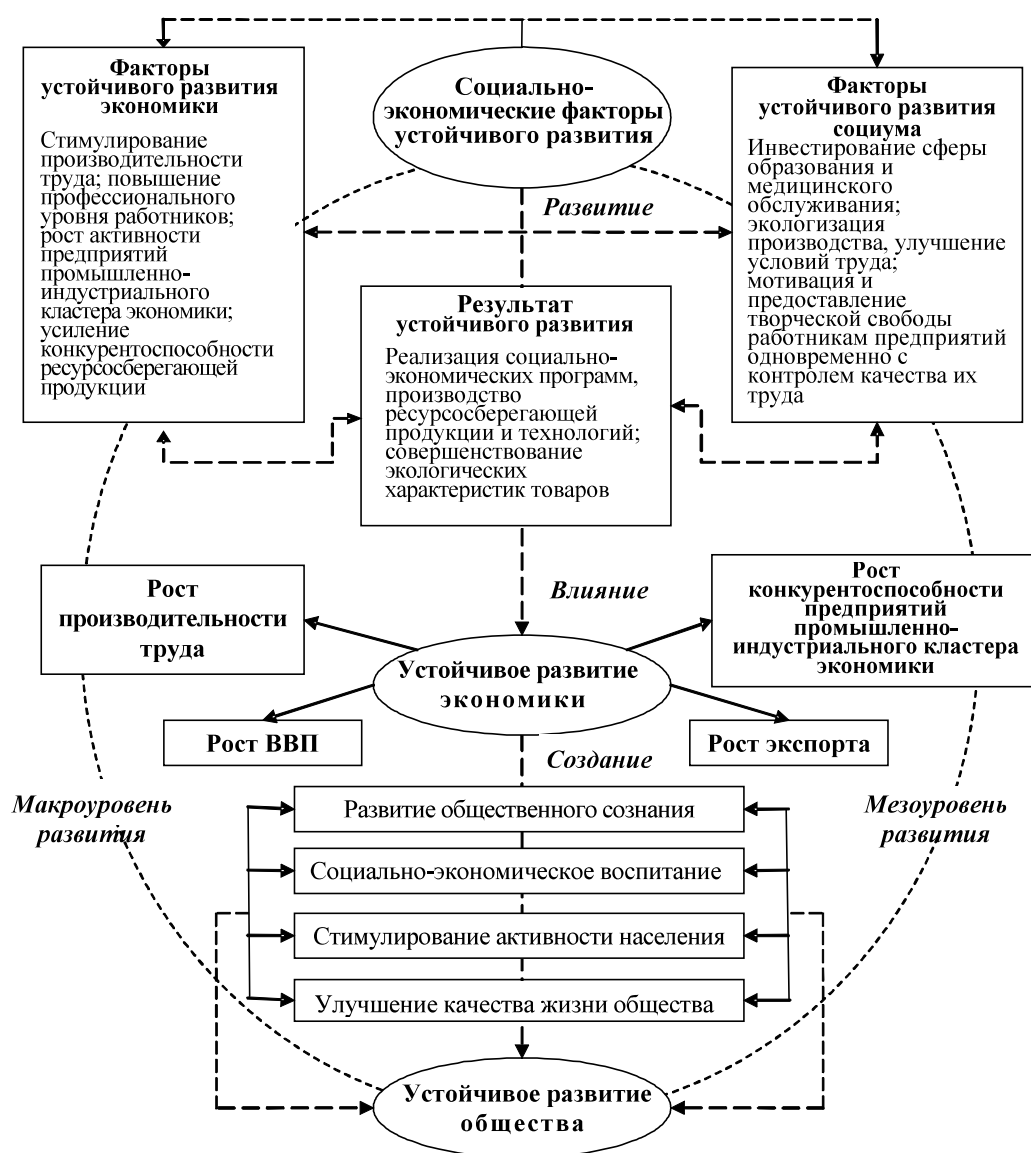 Факторы
устойчивого развития
экономики
Стимулирование
производительности
труда; повышение
профессионального
уровня работников;
рост активности
предприятий
промышленно-
индустриального
кластера экономики;
усиление
конкурентоспособности
ресурсосберегающей
продукции
Социально-
экономические факторы
устойчивого развития
Факторы
устойчивого развития
социума
Инвестирование сферы
образования и
медицинского
обслуживания;
экологизация
производства, улучшение
условий труда;
мотивация и
предоставление
творческой свободы
работникам предприятий
одновременно с
контролем качества их
труда
Развитие
Результат
устойчивого развития
Реализация социально-
экономических программ,
производство
ресурсосберегающей
продукции и технологий;
совершенствование
экологических
характеристик товаров
Влияние
Рост
производительности
труда
Рост
конкурентоспособности
предприятий
промышленно-
индустриального кластера
экономики
Устойчивое развитие
экономики
Рост ВВП
Рост экспорта
Создание
Макроуровень
развития
Мезоуровень
развития
Развитие общественного сознания
Социально-экономическое воспитание
Стимулирование активности населения
Улучшение качества жизни общества
Устойчивое развитие
общества